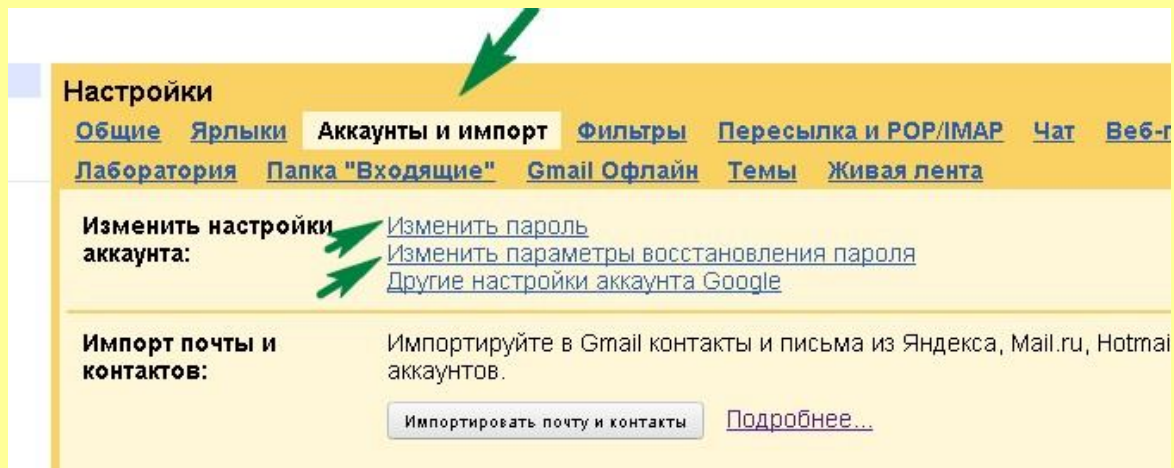 Настройки
Общие Ярлыки Аккаунты и импорт Фильтры Пересылка и POP/IMAP Чат
Лаборатория Папка "Входящие" Gmail Офлайн Темы Живая лента
Изменить настройки аккаунта:
Изменить пароль
Изменить параметры восстановления пароля
Другие настройки аккаунта Google
Импорт почты и контактов:
Импортируйте в Gmail контакты и письма из Яндекса, Mail.ru,
аккаунтов.
Импортировать почту и контакты Подробнее...